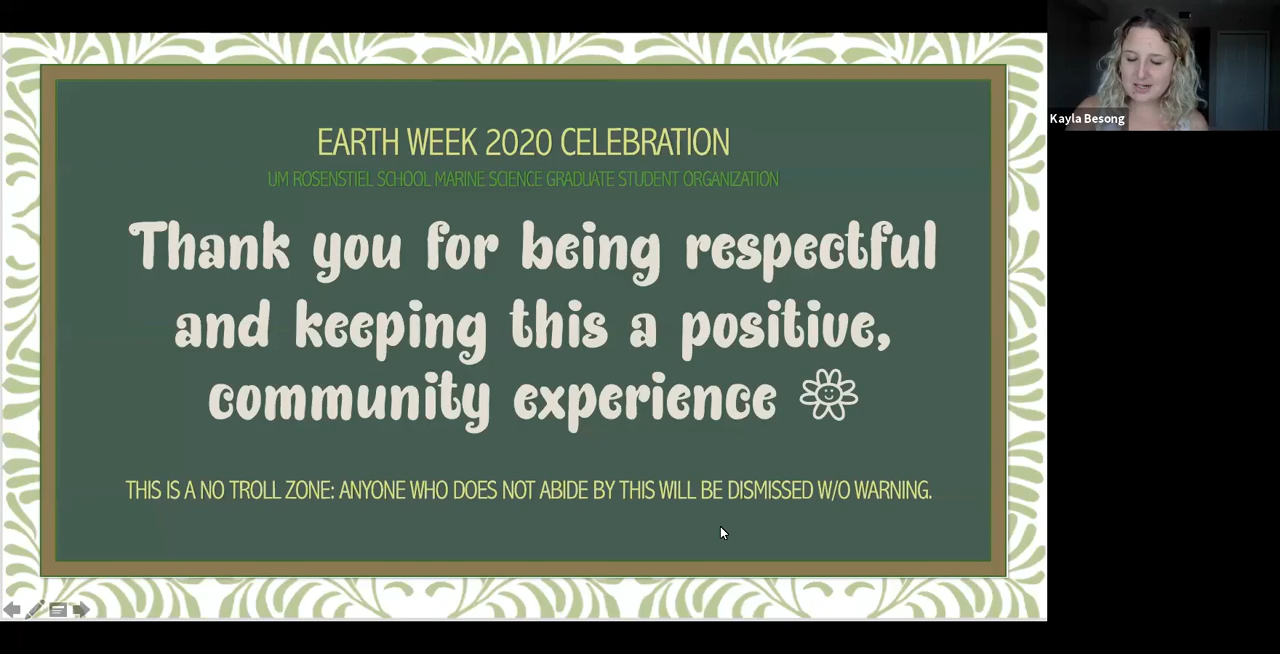 EARTH WEEK 2020 CELEBRATION
UM ROSENSTIEL SCHOOL MARINE SCIENCE GRADUATE STUDENT ORGANIZATION
Thank you for being respectful
and keeping this a positive,
community experience
THIS IS A NO TROLL ZONE: ANYONE WHO DOES NOT ABIDE BY THIS WILL BE DISMISSED W/O WARNING.
Kayla Besong